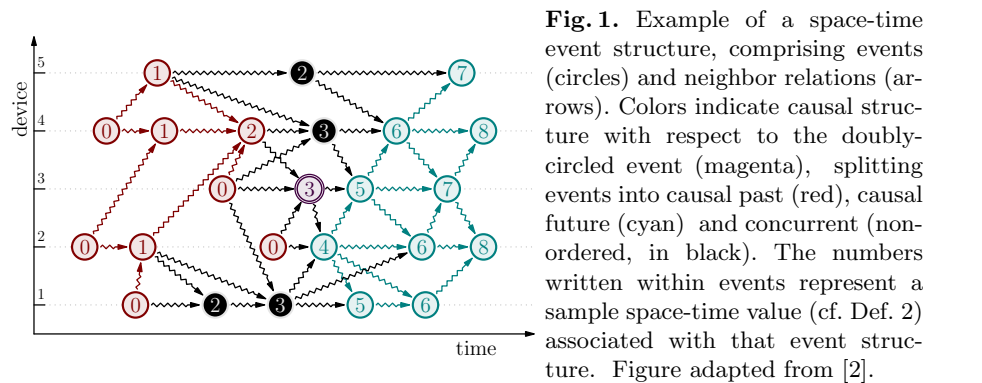 device
5
1
2
7
4
0
1
2
3
6
8
3
0
3
5
7
2
0
1
0
4
6
8
1
0
2
3
5
6
time
Fig. 1. Example of a space-time
event structure, comprising events
(circles) and neighbor relations (ar-
rows). Colors indicate causal struc-
ture with respect to the doubly-
circled event (magenta), splitting
events into causal past (red), causal
future (cyan) and concurrent (non-
ordered, in black). The numbers
written within events represent a
sample space-time value (cf. Def. 2)
associated with that event struc-
ture. Figure adapted from [2].